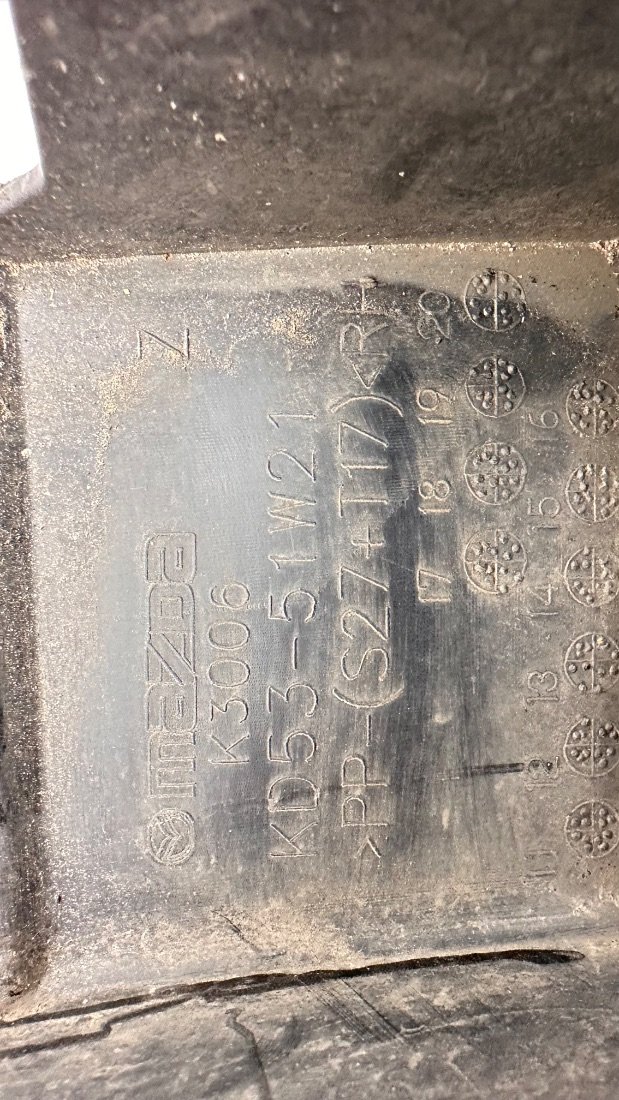 mazda Z
K3006
KD53-51W21
>PP-(S27+T17)<RH
17 18 19 20
11 12 13 14 15 16